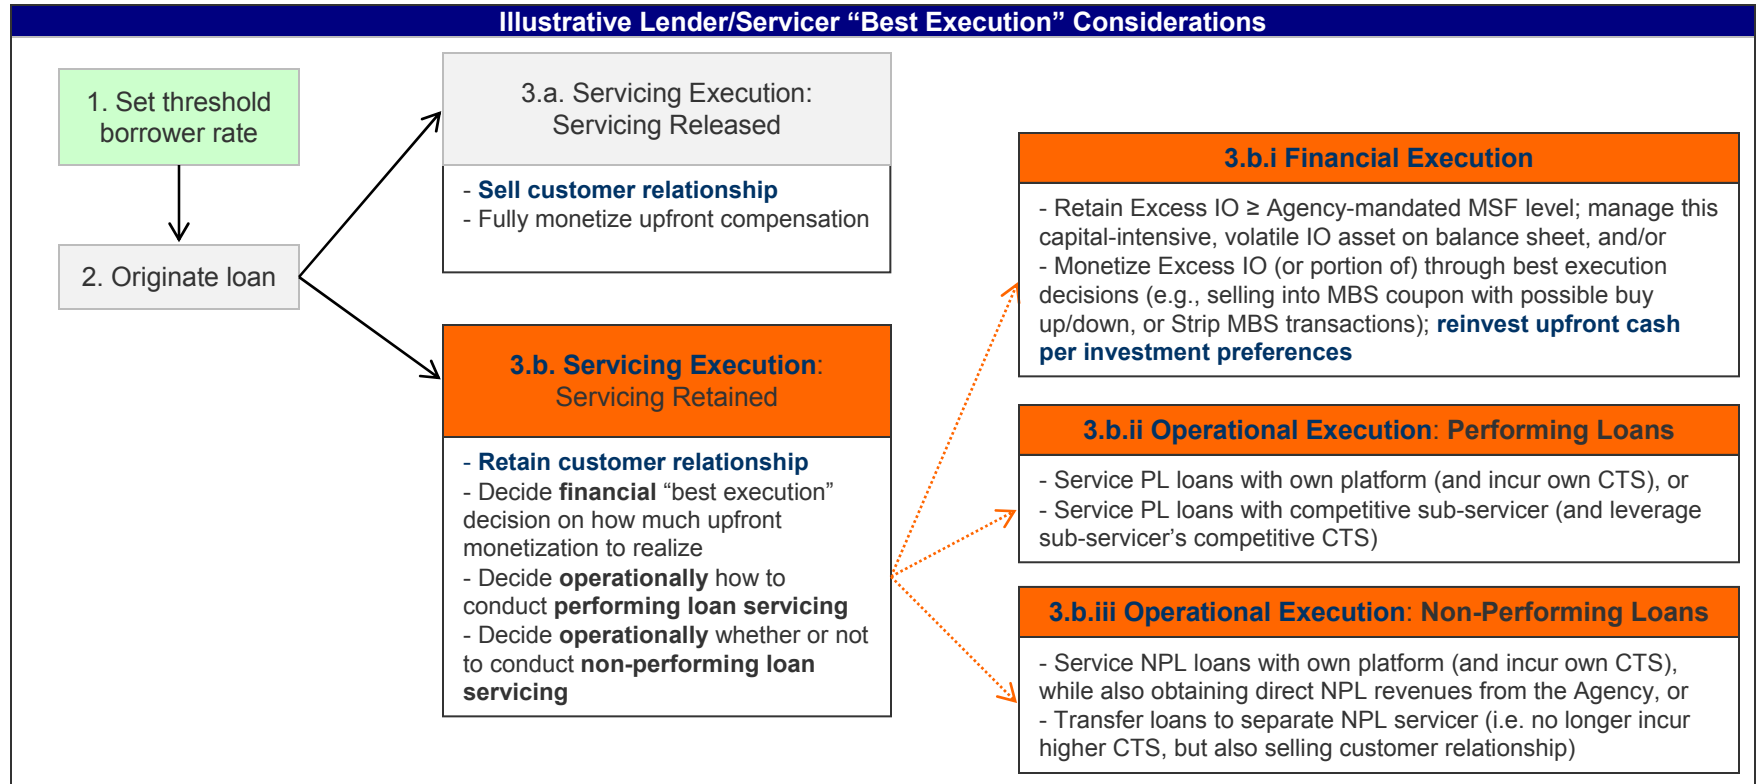 Illustrative Lender/Servicer “Best Execution” Considerations
1. Set threshold
borrower rate
2. Originate loan
3.a. Servicing Execution:
Servicing Released
- Sell customer relationship
- Fully monetize upfront compensation
3.b. Servicing Execution:
Servicing Retained
- Retain customer relationship
- Decide financial “best execution”
decision on how much upfront
monetization to realize
- Decide operationally how to
conduct performing loan servicing
- Decide operationally whether or not
to conduct non-performing loan
servicing
3.b.i Financial Execution
- Retain Excess IO ≥ Agency-mandated MSF level; manage this
capital-intensive, volatile IO asset on balance sheet, and/or
- Monetize Excess IO (or portion of) through best execution
decisions (e.g., selling into MBS coupon with possible buy
up/down, or Strip MBS transactions); reinvest upfront cash
per investment preferences
3.b.ii Operational Execution: Performing Loans
- Service PL loans with own platform (and incur own CTS), or
- Service PL loans with competitive sub-servicer (and leverage
sub-servicer’s competitive CTS)
3.b.iii Operational Execution: Non-Performing Loans
- Service NPL loans with own platform (and incur own CTS),
while also obtaining direct NPL revenues from the Agency, or
- Transfer loans to separate NPL servicer (i.e. no longer incur
higher CTS, but also selling customer relationship)